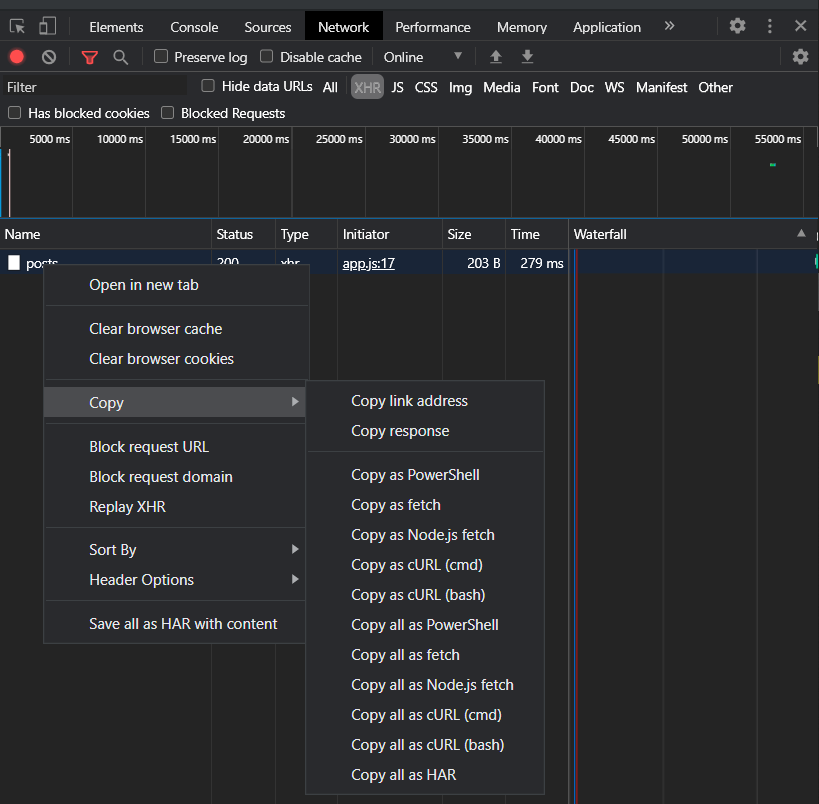 Elements Console Sources Network Performance Memory Application »
Preserve log Disable cache Online
Filter Hide data URLs All XHR JS CSS Img Media Font Doc WS Manifest Other
Has blocked cookies Blocked Requests
5000 ms 10000 ms 15000 ms 20000 ms 25000 ms 30000 ms 35000 ms 40000 ms 45000 ms 50000 ms 55000 ms
Name Status Type Initiator Size Time Waterfall
posts 200 xhr app.js:17 203 B 279 ms
Open in new tab
Clear browser cache
Clear browser cookies
Copy
Block request URL
Block request domain
Replay XHR
Sort By
Header Options
Save all as HAR with content
Copy link address
Copy response
Copy as PowerShell
Copy as fetch
Copy as Node.js fetch
Copy as cURL (cmd)
Copy as cURL (bash)
Copy all as PowerShell
Copy all as fetch
Copy all as Node.js fetch
Copy all as cURL (cmd)
Copy all as cURL (bash)
Copy all as HAR